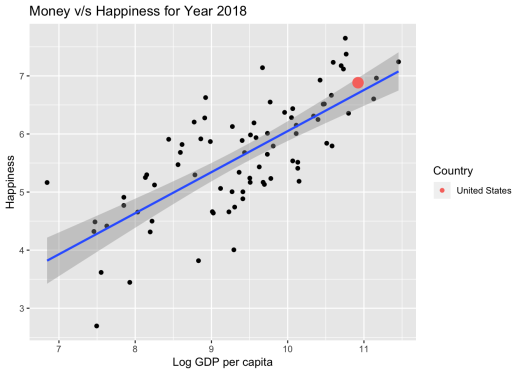 Money v/s Happiness for Year 2018
Happiness
7
6
5
4
3
7
8
9
10
11
Log GDP per capita
Country
United States